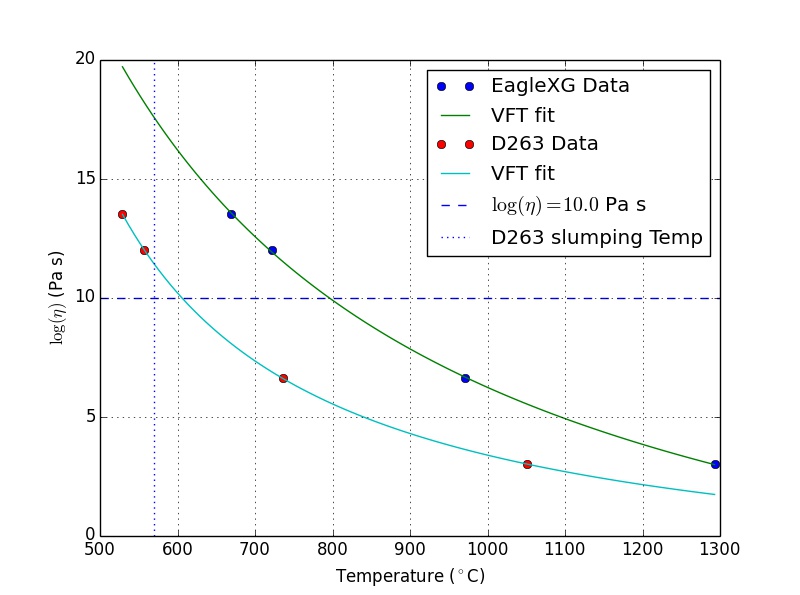 20
15
10
5
0
log(η) (Pa s)
EagleXG Data
VFT fit
D263 Data
VFT fit
log(η)=10.0 Pa s
D263 slumping Temp
500 600 700 800 900 1000 1100 1200 1300
Temperature (°C)